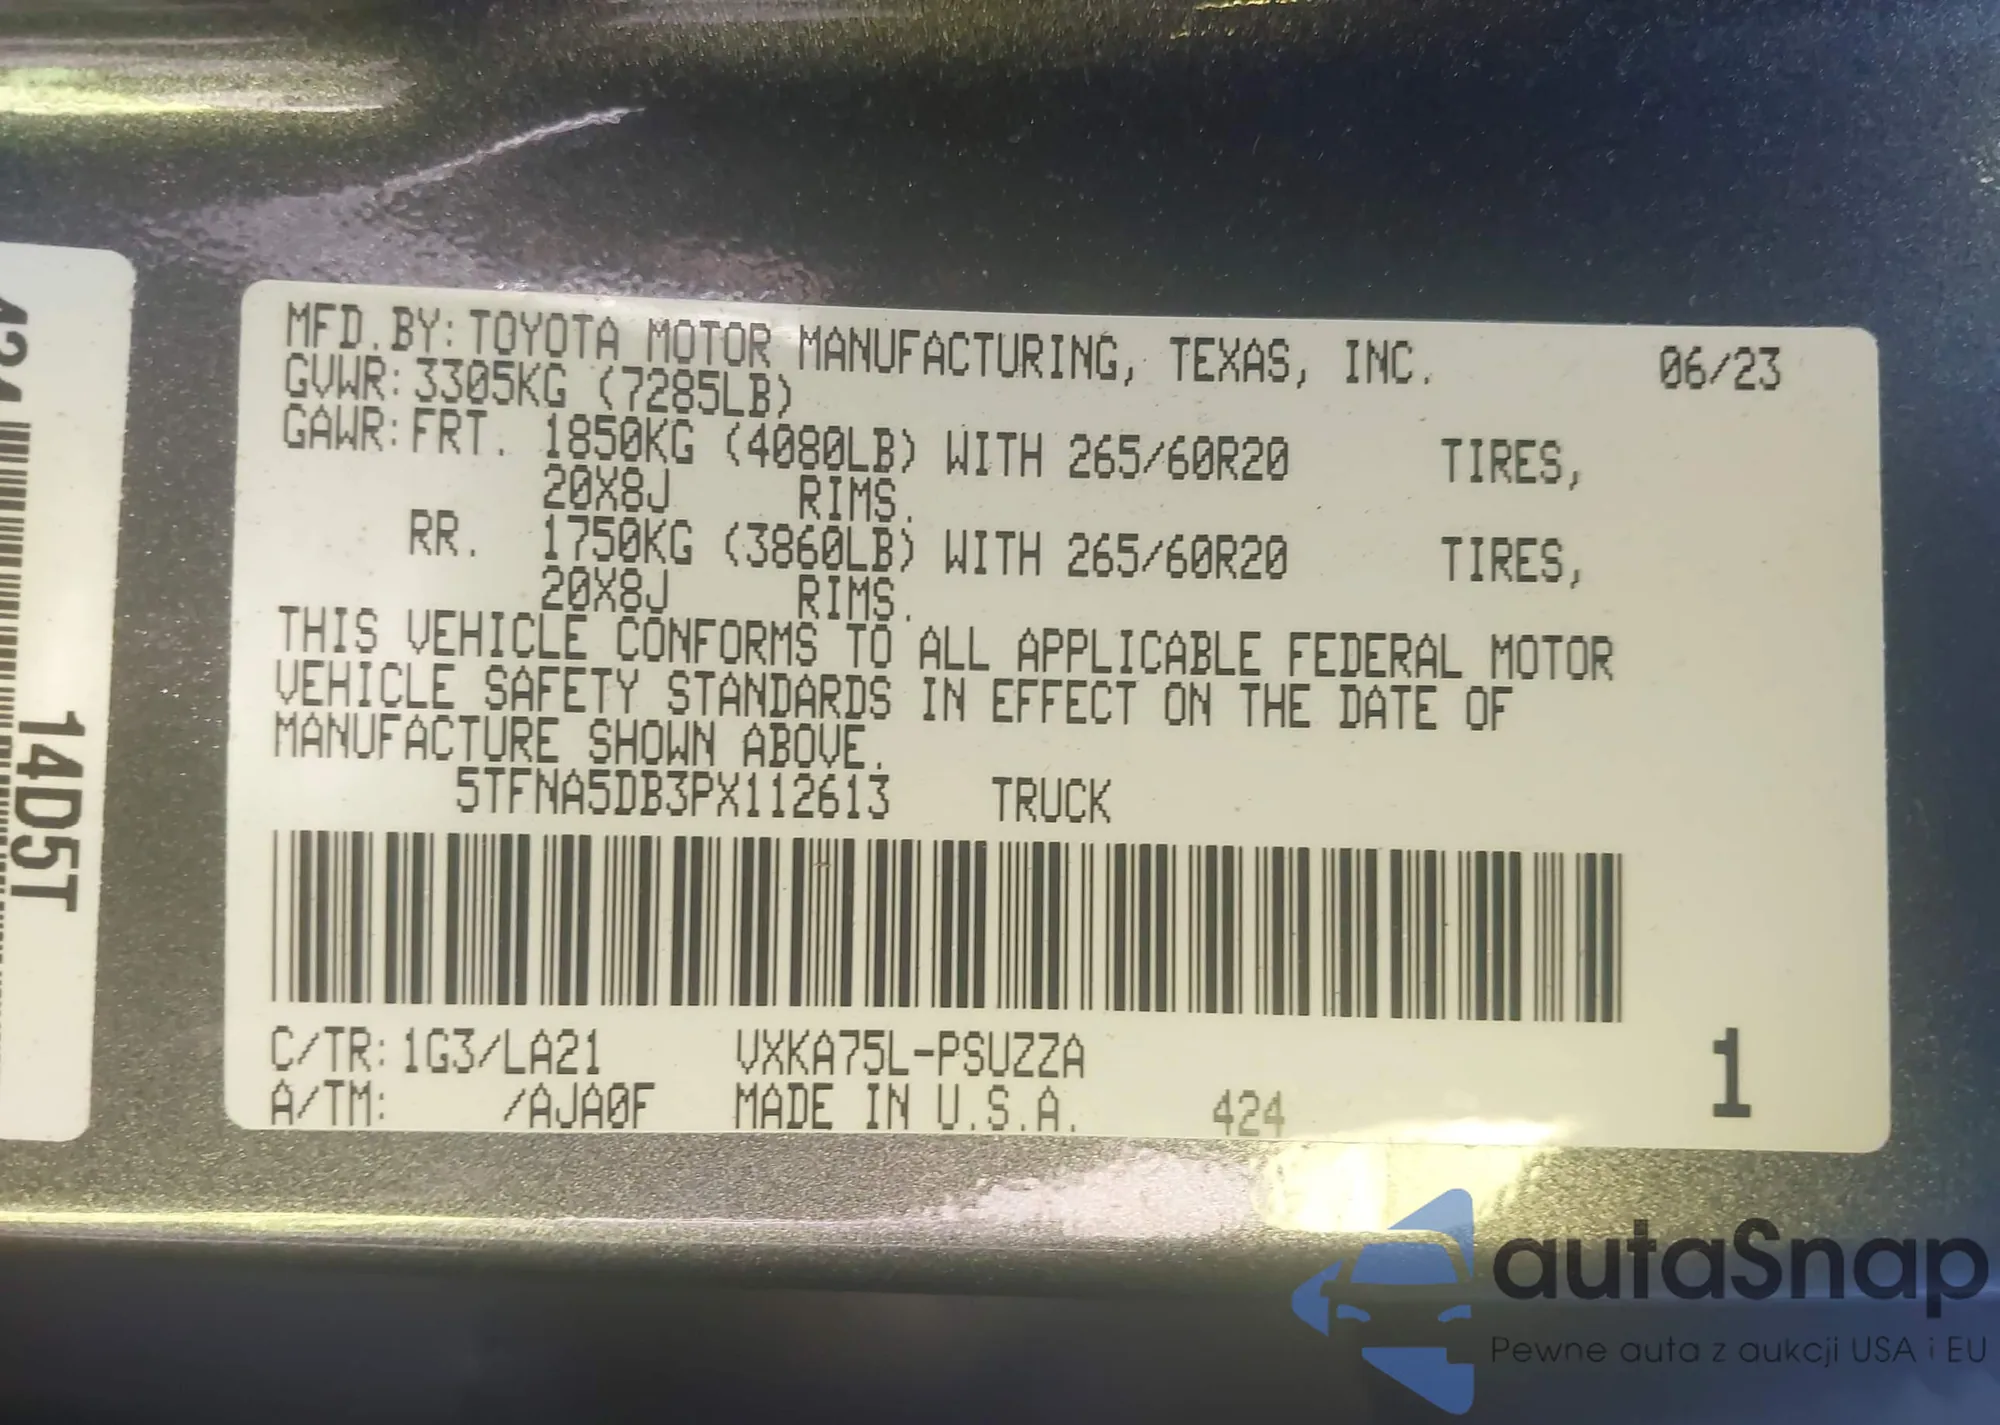 MFD.BY:TOYOTA MOTOR MANUFACTURING, TEXAS, INC. 06/23
GVWR:3305KG (7285LB)
GAWR:FRT. 1850KG (4080LB) WITH 265/60R20 TIRES,
20X8J RIMS.
RR. 1750KG (3860LB) WITH 265/60R20 TIRES,
20X8J RIMS.
THIS VEHICLE CONFORMS TO ALL APPLICABLE FEDERAL MOTOR
VEHICLE SAFETY STANDARDS IN EFFECT ON THE DATE OF
MANUFACTURE SHOWN ABOVE.
5TFNA5DB3PX112613 TRUCK
C/TR:1G3/LA21 VXKA75L-PSUZZA
A/TM: /AJA0F MADE IN U.S.A. 424
1
14D5T
autaSnap
Pewne auta z aukcji USA i EU